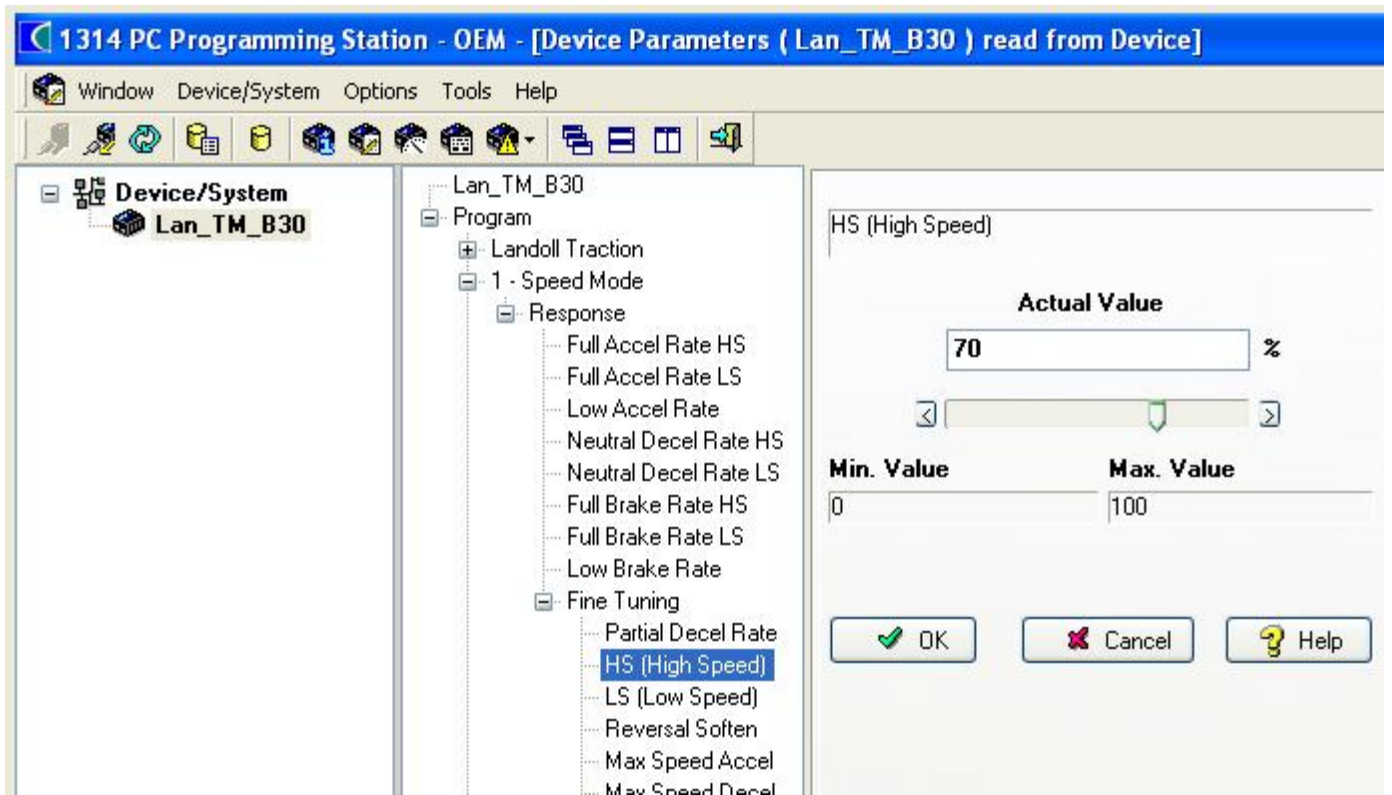 1314 PC Programming Station - OEM - [Device Parameters ( Lan_TM_B30 ) read from Device]
Window Device/System Options Tools Help
Device/System
Lan_TM_B30
Lan_TM_B30
Program
Landoll Traction
1 - Speed Mode
Response
Full Accel Rate HS
Full Accel Rate LS
Low Accel Rate
Neutral Decel Rate HS
Neutral Decel Rate LS
Full Brake Rate HS
Full Brake Rate LS
Low Brake Rate
Fine Tuning
Partial Decel Rate
HS (High Speed)
LS (Low Speed)
Reversal Soften
Max Speed Accel
Max Speed Decel
HS (High Speed)
Actual Value
70 %
Min. Value Max. Value
0 100
OK Cancel Help